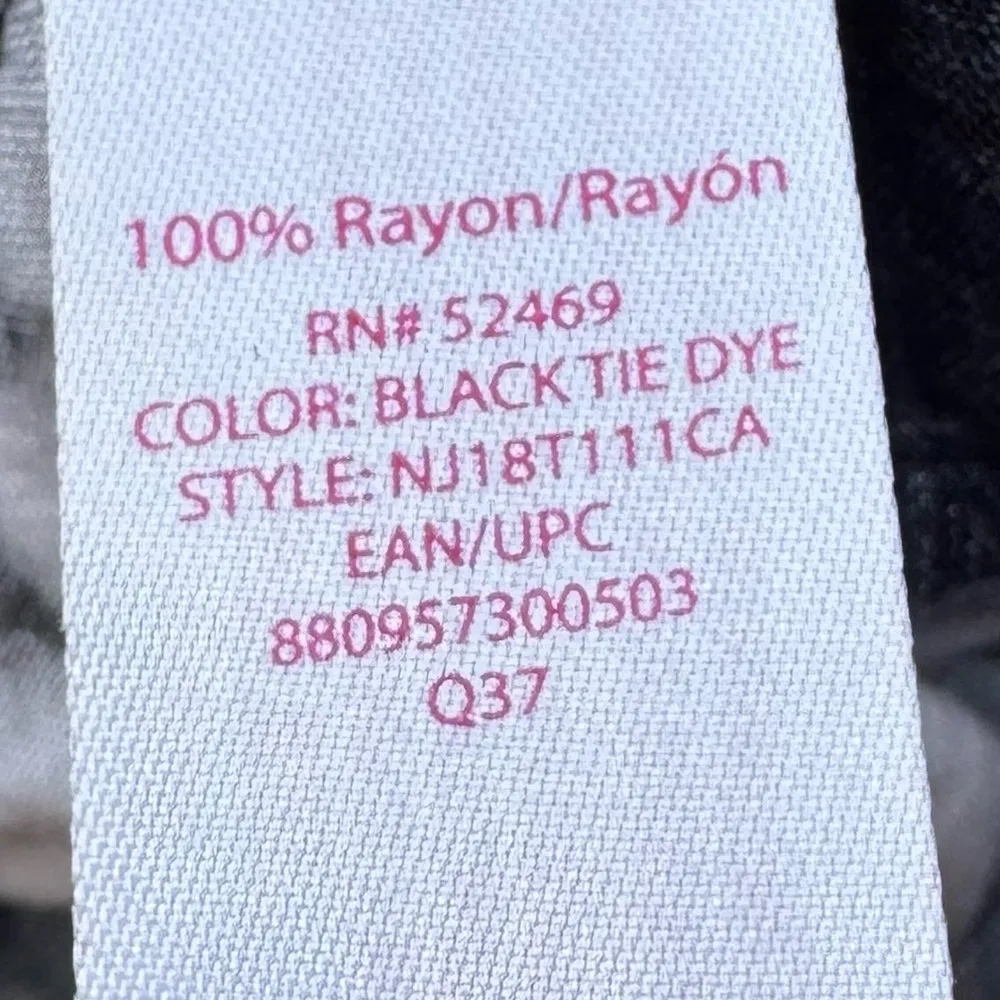 100% Rayon/Rayón
RN# 52469
COLOR: BLACK TIE DYE
STYLE: NJ18T111CA
EAN/UPC
880957300503
Q37